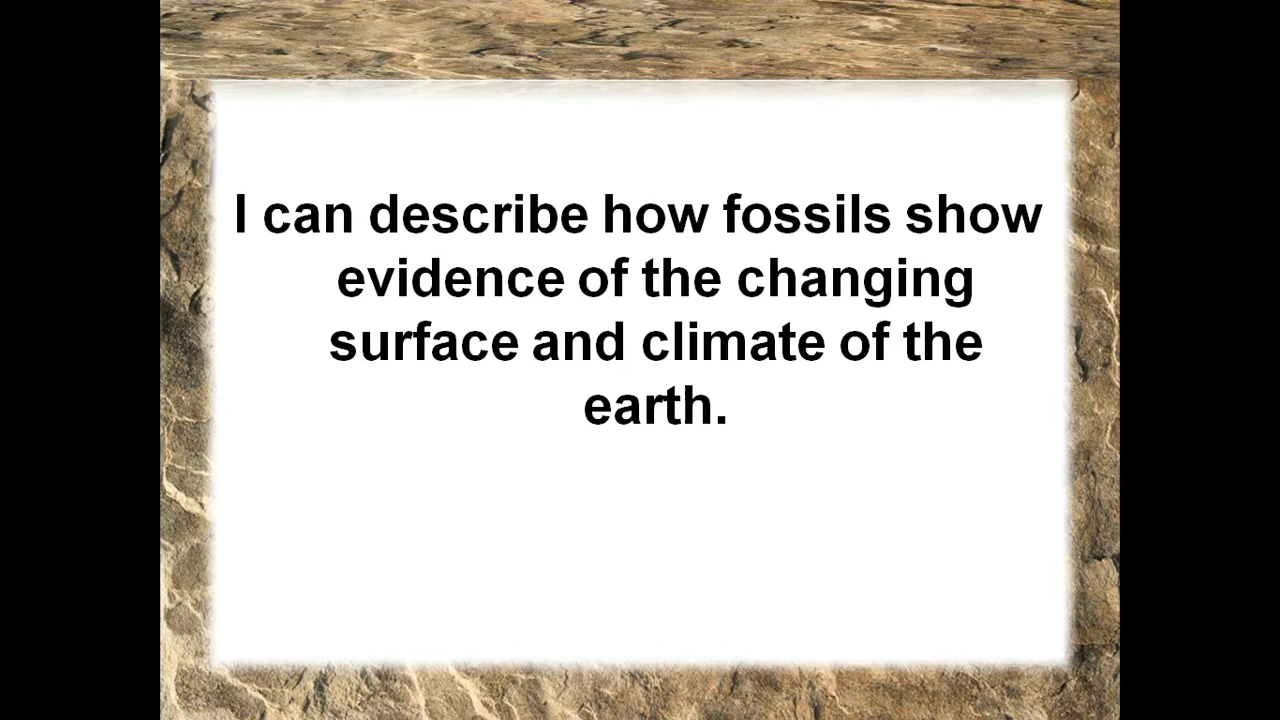 I can describe how fossils show
evidence of the changing
surface and climate of the
earth.